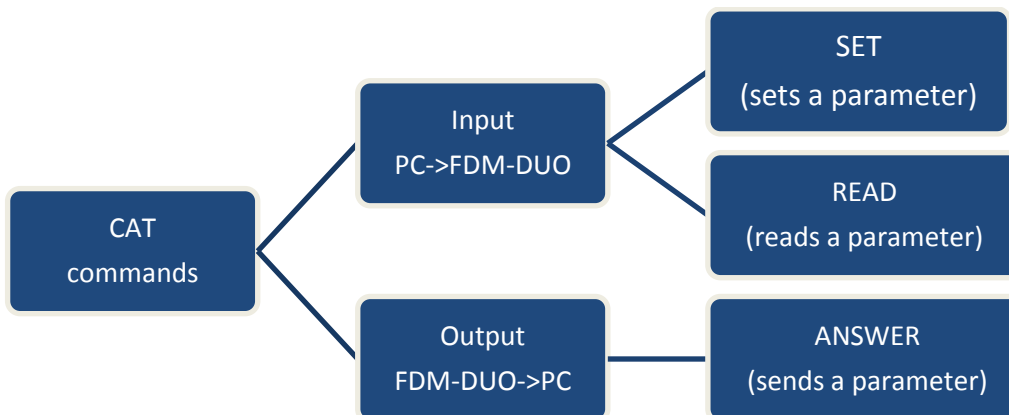 CAT
commands
Input
PC->FDM-DUO
SET
(sets a parameter)
READ
(reads a parameter)
Output
FDM-DUO->PC
ANSWER
(sends a parameter)